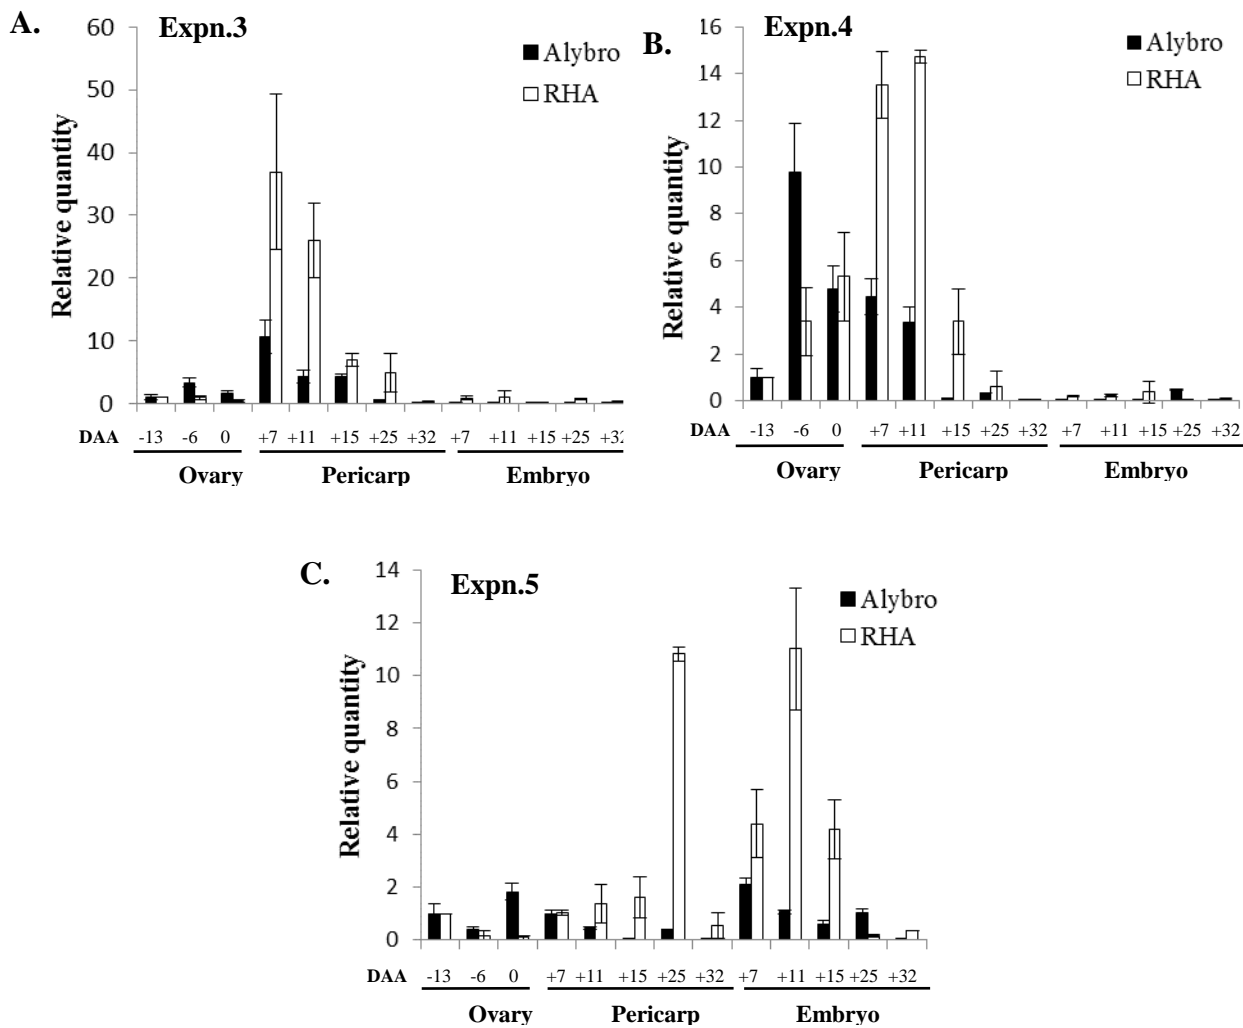 A.
Expn.3
Alybro
RHA
Relative quantity
60
50
40
30
20
10
0
DAA -13 -6 0 +7 +11 +15 +25 +32 +7 +11 +15 +25 +32
Ovary Pericarp Embryo
B.
Expn.4
Alybro
RHA
Relative quantity
16
14
12
10
8
6
4
2
0
DAA -13 -6 0 +7 +11 +15 +25 +32 +7 +11 +15 +25 +32
Ovary Pericarp Embryo
C.
Expn.5
Alybro
RHA
Relative quantity
14
12
10
8
6
4
2
0
DAA -13 -6 0 +7 +11 +15 +25 +32 +7 +11 +15 +25 +32
Ovary Pericarp Embryo